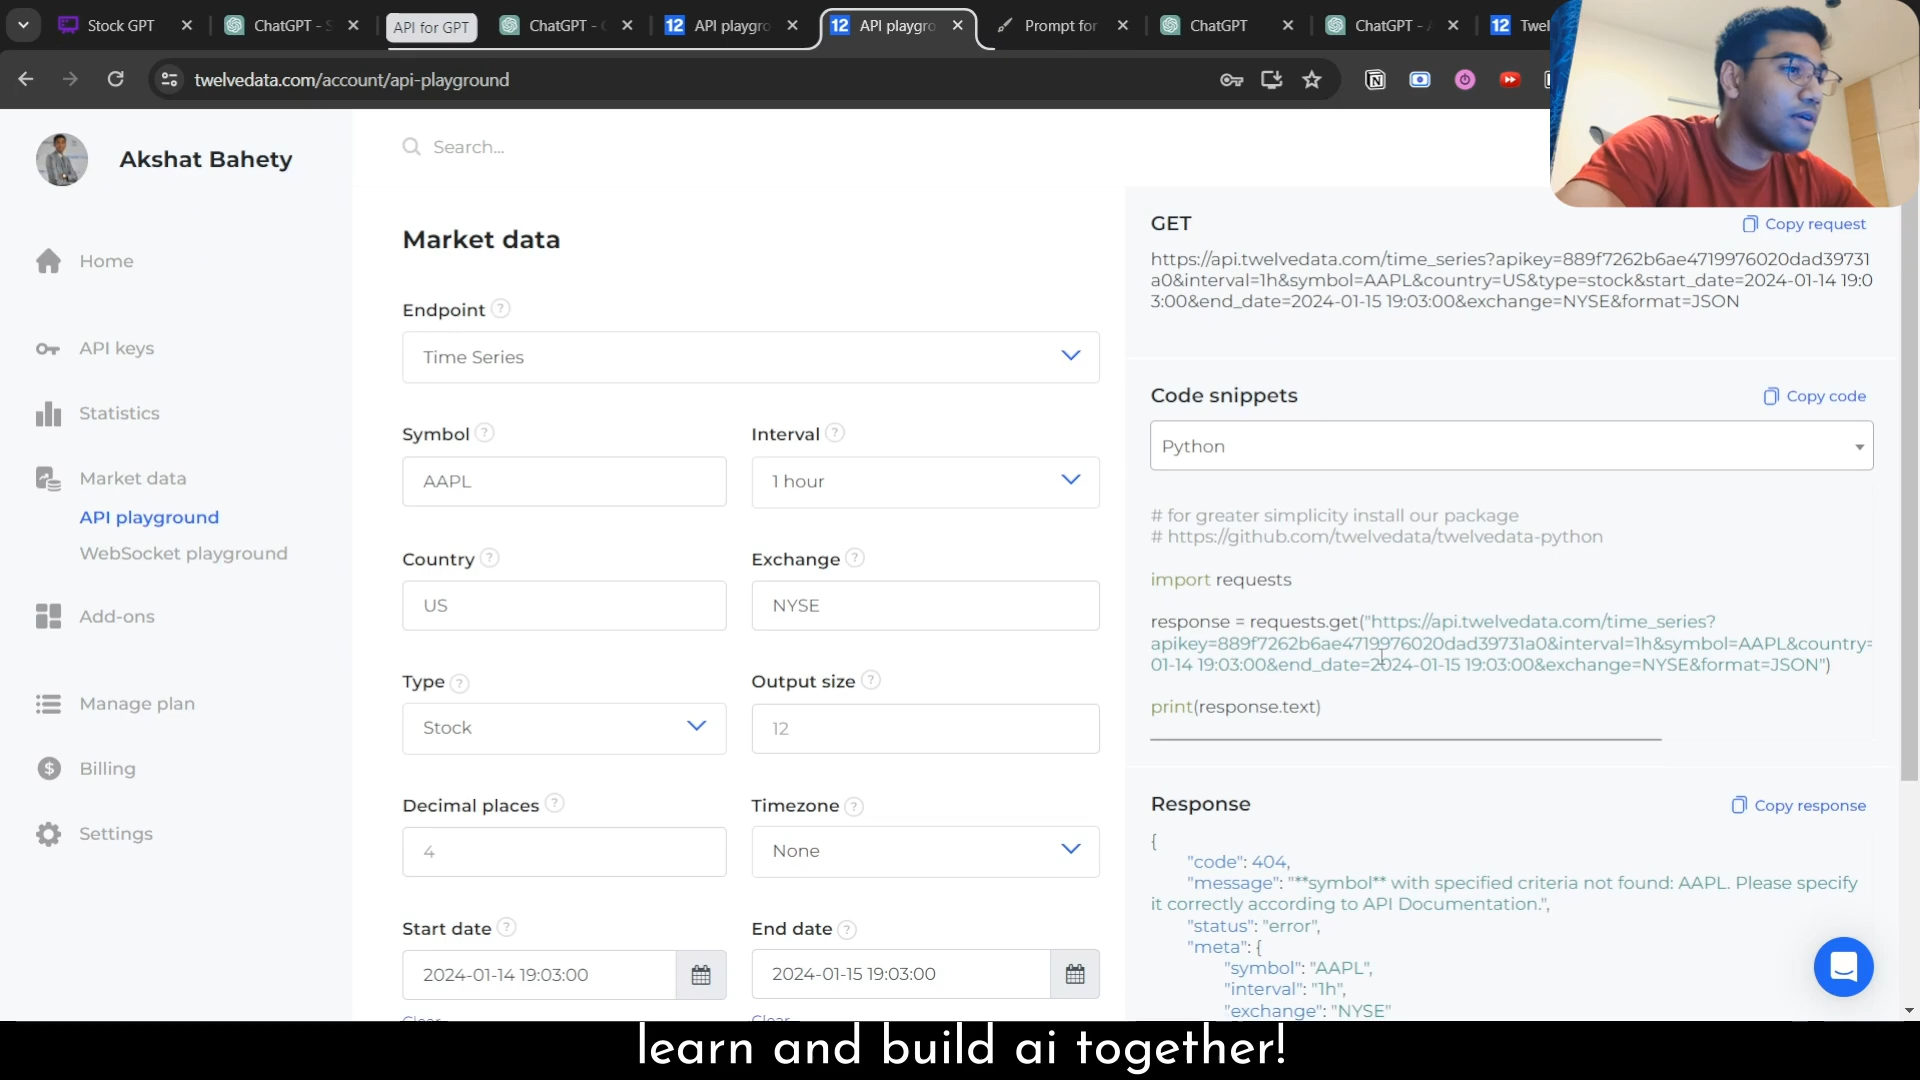 Stock GPT
ChatGPT - S
API for GPT
ChatGPT - 
API playgro
API playgro
Prompt for
ChatGPT
ChatGPT - 
Twel
twelvedata.com/account/api-playground
Akshat Bahety
Search...
Home
API keys
Statistics
Market data
API playground
WebSocket playground
Add-ons
Manage plan
Billing
Settings
Market data
Endpoint
Time Series
Symbol
Interval
AAPL
1 hour
Country
Exchange
US
NYSE
Type
Output size
Stock
12
Decimal places
Timezone
4
None
Start date
End date
2024-01-14 19:03:00
2024-01-15 19:03:00
Clear
Clear
GET
Copy request
https://api.twelvedata.com/time_series?apikey=889f7262b6ae4719976020dad39731
a0&interval=1h&symbol=AAPL&country=US&type=stock&start_date=2024-01-14 19:0
3:00&end_date=2024-01-15 19:03:00&exchange=NYSE&format=JSON
Code snippets
Copy code
Python
# for greater simplicity install our package
# https://github.com/twelvedata/twelvedata-python
import requests
response = requests.get("https://api.twelvedata.com/time_series?
apikey=889f7262b6ae4719976020dad39731a0&interval=1h&symbol=AAPL&country=
01-14 19:03:00&end_date=2024-01-15 19:03:00&exchange=NYSE&format=JSON")
print(response.text)
Response
Copy response
{
"code": 404,
"message": "**symbol** with specified criteria not found: AAPL. Please specify
it correctly according to API Documentation.",
"status": "error",
"meta": {
"symbol": "AAPL",
"interval": "1h",
"exchange": "NYSE"
learn and build ai together!